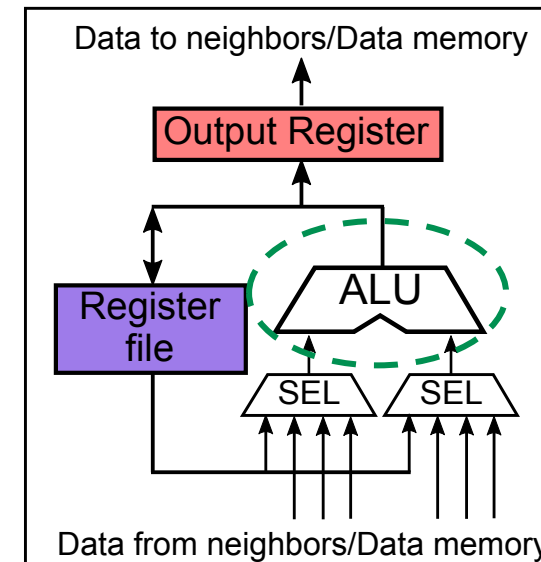 Data to neighbors/Data memory
Output Register
ALU
Register
file
SEL
SEL
Data from neighbors/Data memory